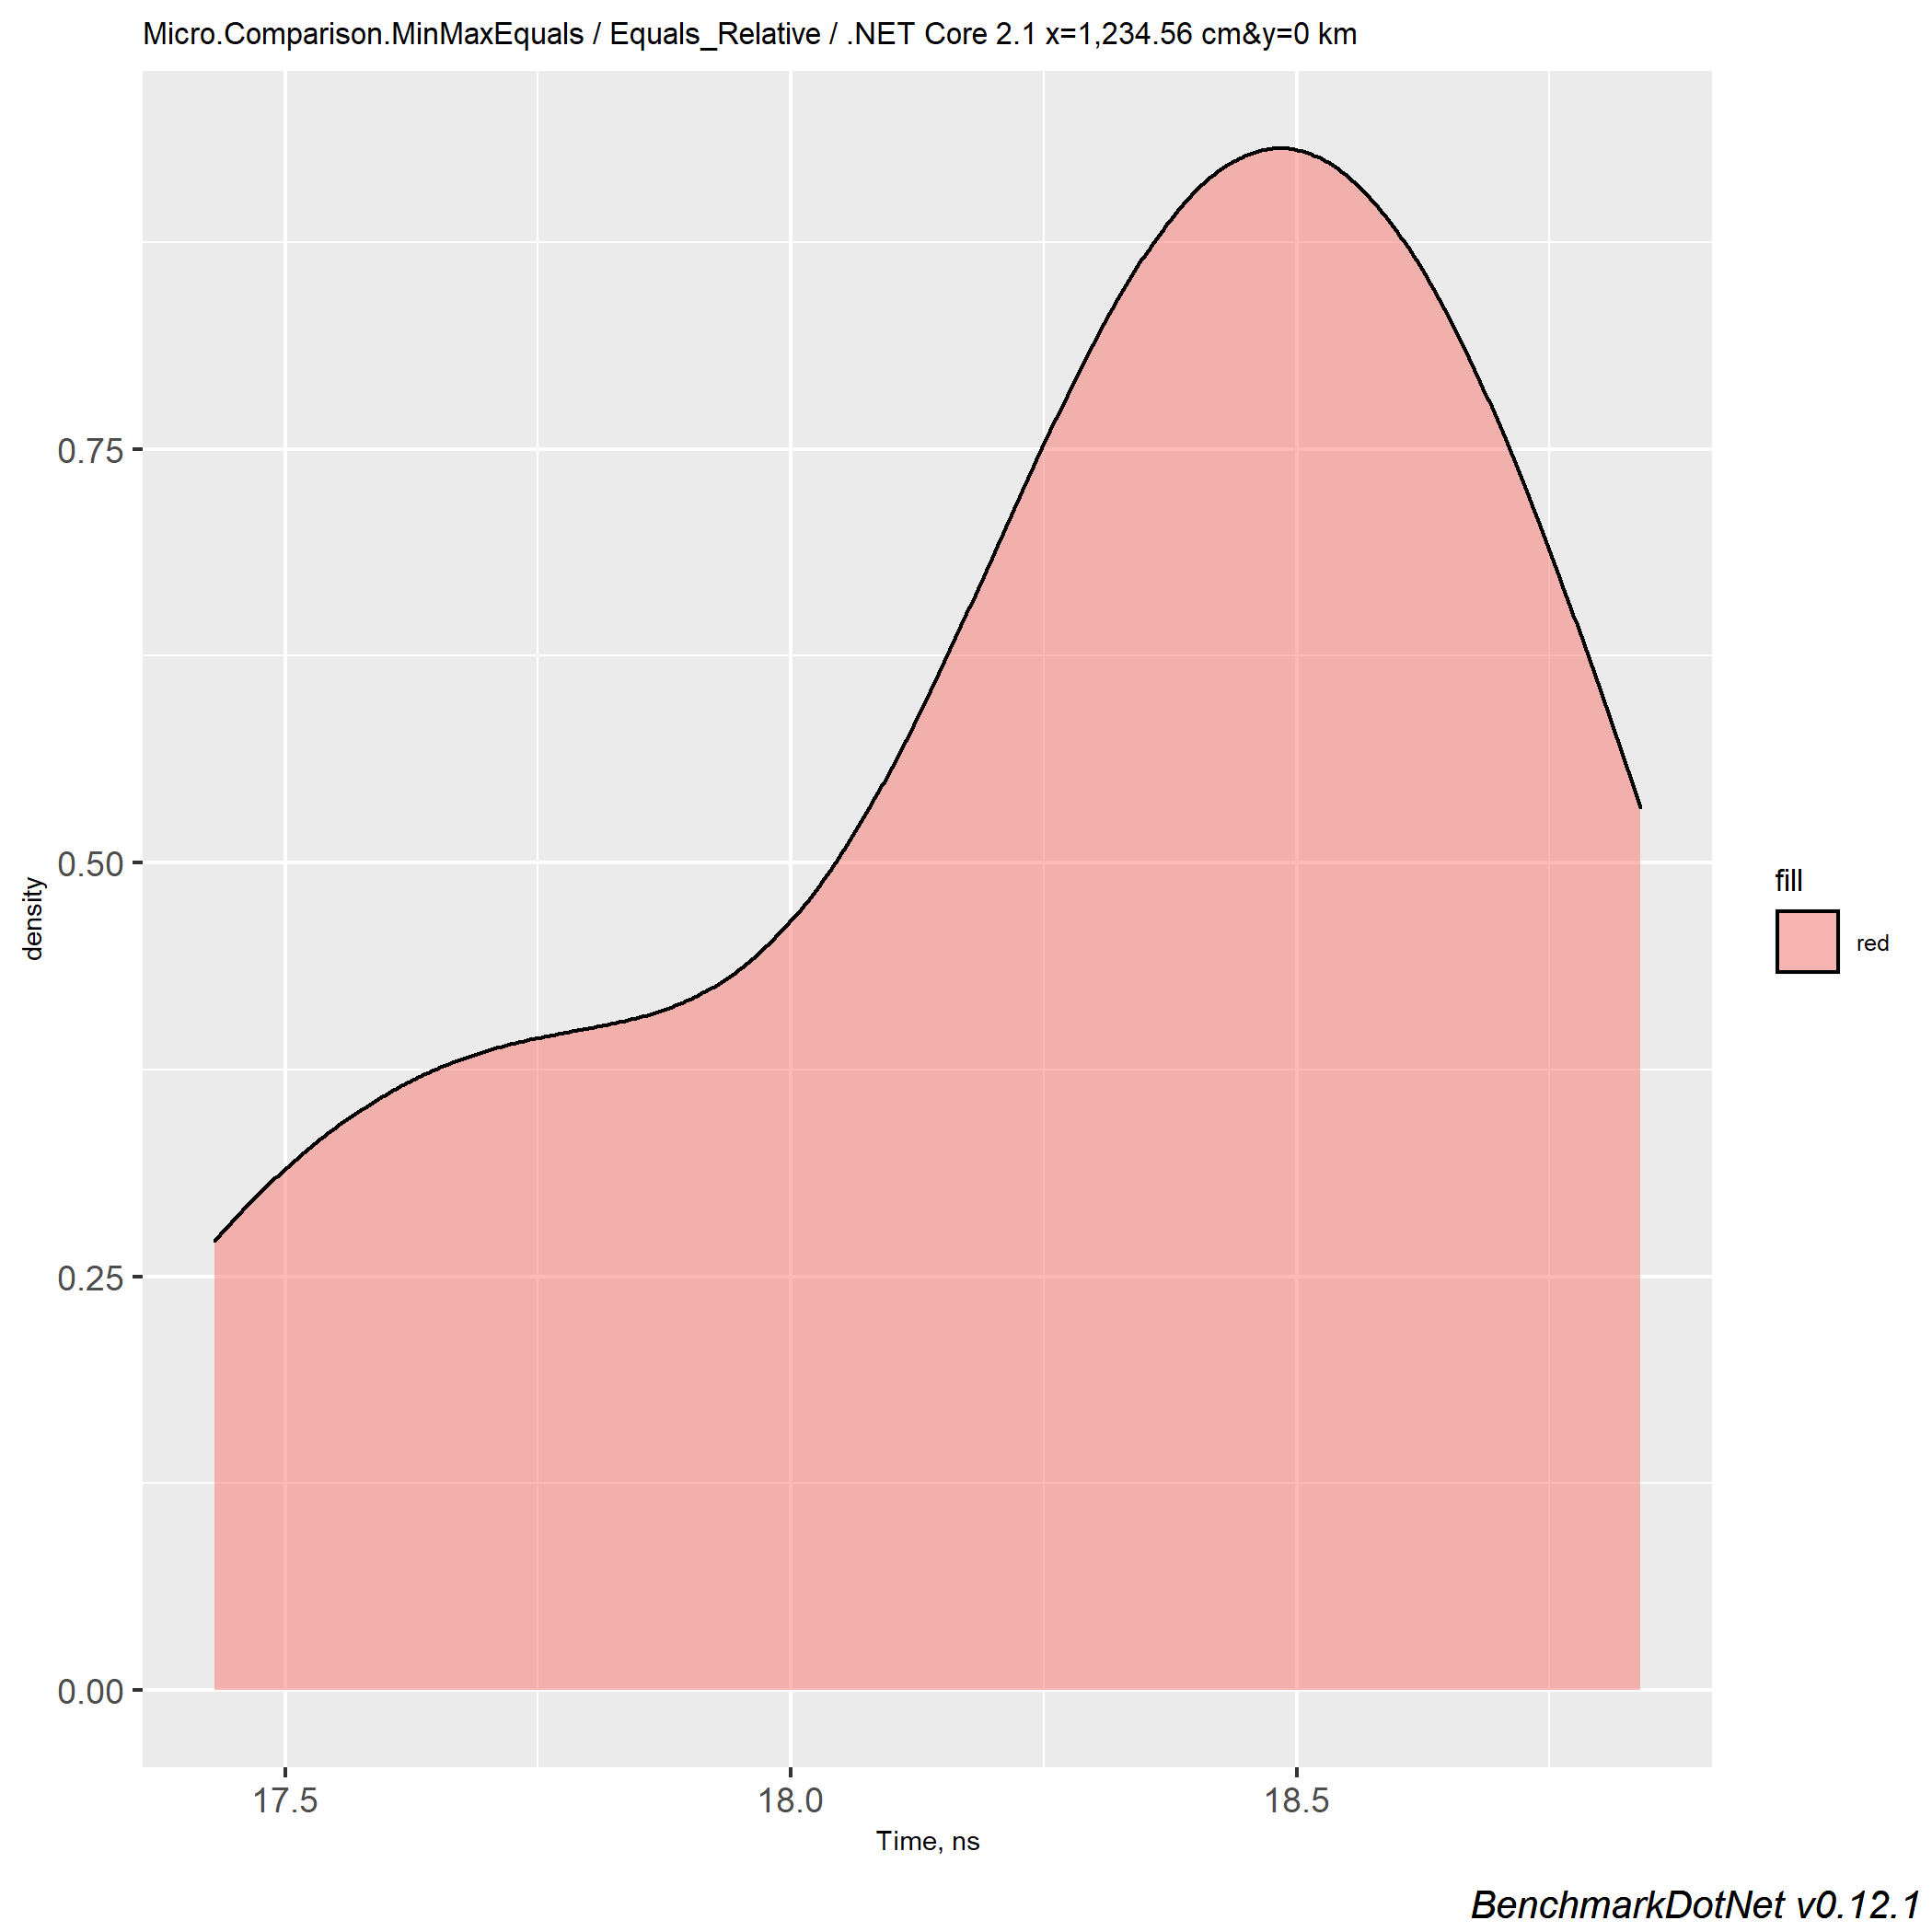 Micro.Comparison.MinMaxEquals / Equals_Relative / .NET Core 2.1 x=1,234.56 cm&y=0 km
0.75
0.50
0.25
0.00
density
17.5
18.0
18.5
Time, ns
fill
red
BenchmarkDotNet v0.12.1